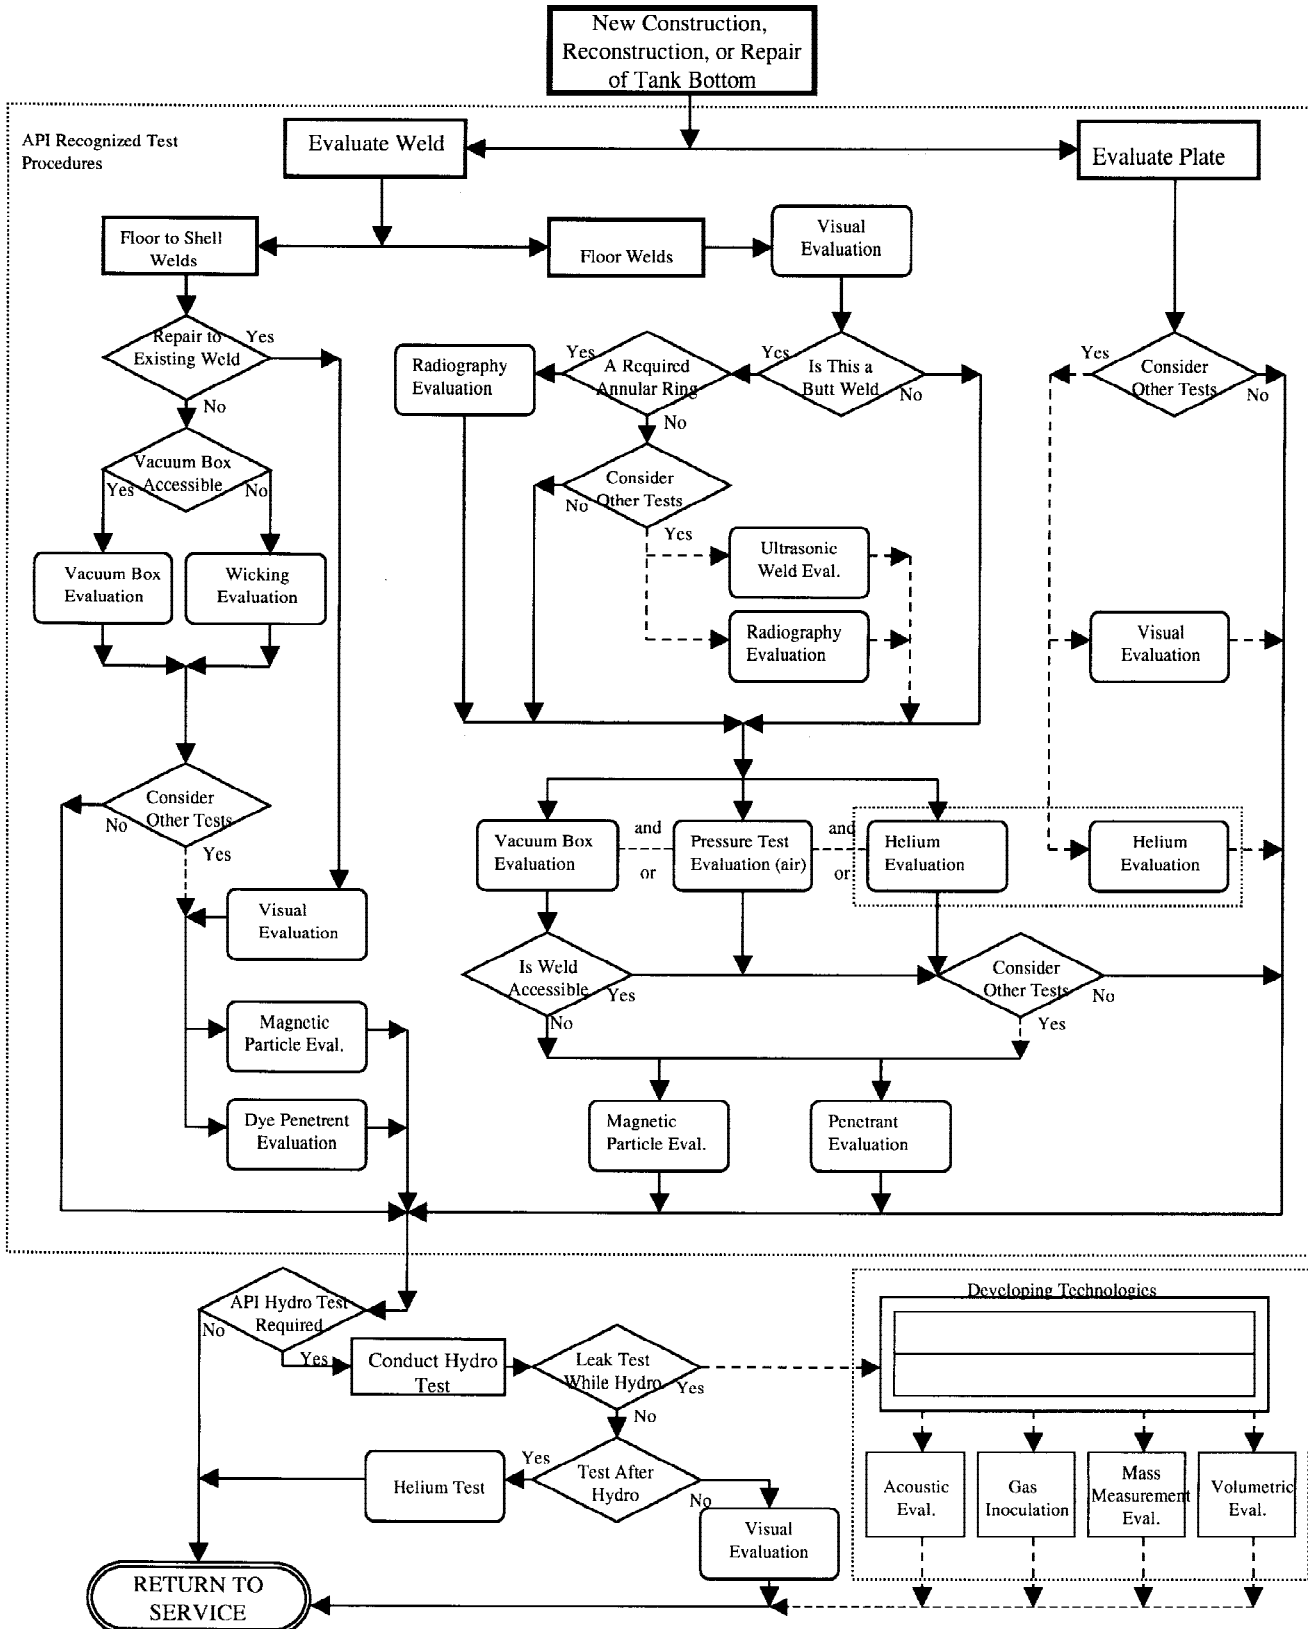 New Construction,
Reconstruction, or Repair
of Tank Bottom
API Recognized Test
Procedures
Evaluate Weld
Evaluate Plate
Floor to Shell
Welds
Floor Welds
Visual
Evaluation
Repair to
Existing Weld
Yes
No
Radiography
Evaluation
Yes
A Required
Annular Ring
No
Yes
Is This a
Butt Weld
No
Yes
Consider
Other Tests
No
Vacuum Box
Accessible
Yes
No
Consider
Other Tests
No
Yes
Vacuum Box
Evaluation
Wicking
Evaluation
Ultrasonic
Weld Eval.
Radiography
Evaluation
Visual
Evaluation
Consider
Other Tests
No
Yes
Vacuum Box
Evaluation
and
or
Pressure Test
Evaluation (air)
and
or
Helium
Evaluation
Helium
Evaluation
Visual
Evaluation
Is Weld
Accessible
Yes
No
Consider
Other Tests
No
Yes
Magnetic
Particle Eval.
Dye Penetrent
Evaluation
Magnetic
Particle Eval.
Penetrant
Evaluation
API Hydro Test
Required
No
Yes
Conduct Hydro
Test
Leak Test
While Hydro
Yes
No
Developing Technologies
Helium Test
Yes
Test After
Hydro
No
Visual
Evaluation
Acoustic
Eval.
Gas
Inoculation
Mass
Measurement
Eval.
Volumetric
Eval.
RETURN TO
SERVICE